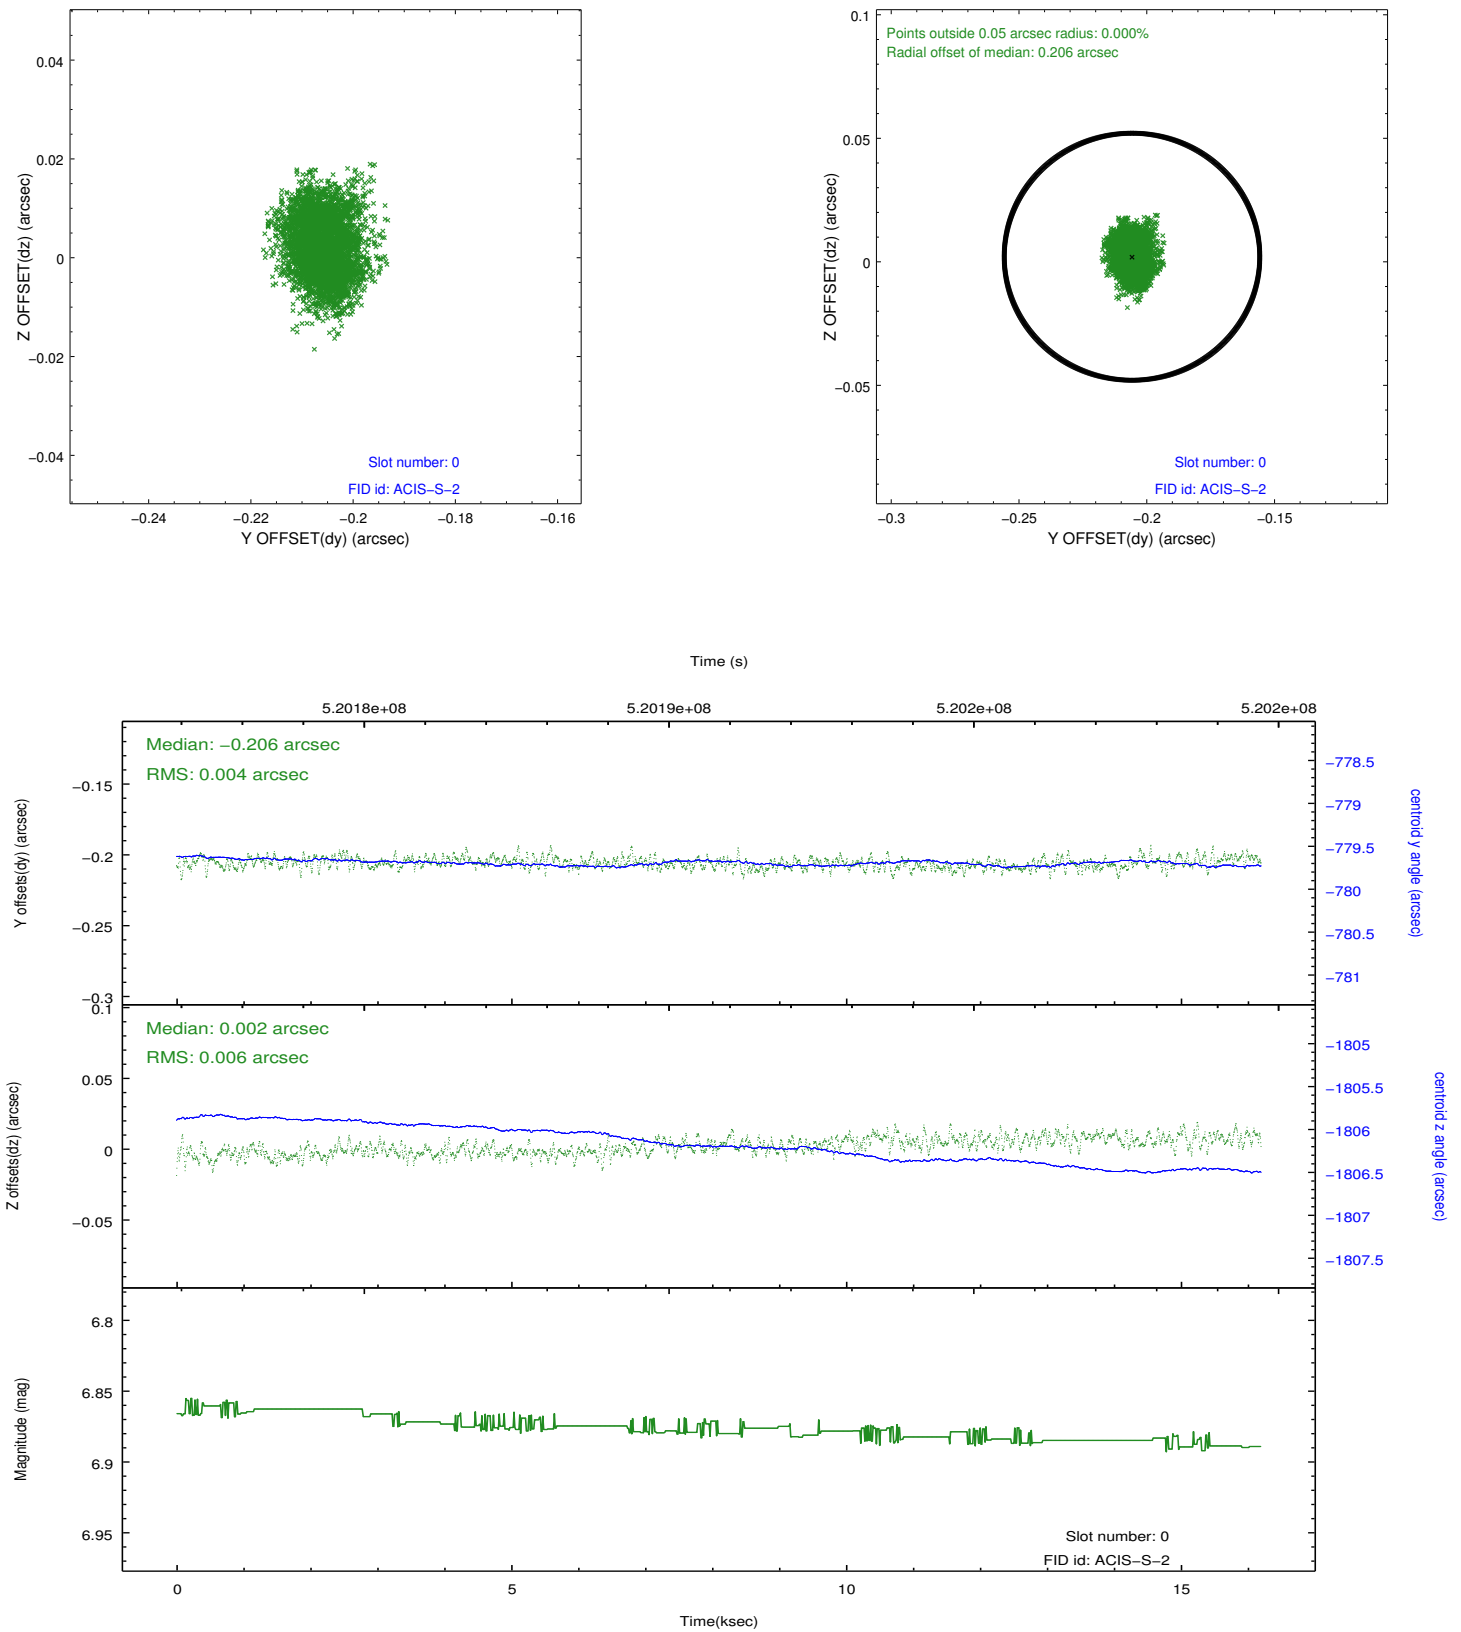 0.04
0.02
0
−0.02
−0.04
Z OFFSET(dz) (arcsec)
Slot number: 0
FID id: ACIS−S−2
−0.24
−0.22
−0.2
−0.18
−0.16
Y OFFSET(dy) (arcsec)
Points outside 0.05 arcsec radius: 0.000%
Radial offset of median: 0.206 arcsec
0.1
0.05
0
−0.05
Z OFFSET(dz) (arcsec)
Slot number: 0
FID id: ACIS−S−2
−0.3
−0.25
−0.2
−0.15
Y OFFSET(dy) (arcsec)
Time (s)
5.2018e+08
5.2019e+08
5.202e+08
5.202e+08
Median: −0.206 arcsec
RMS: 0.004 arcsec
−0.15
−0.2
−0.25
−0.3
Y offsets(dy) (arcsec)
−778.5
−779
−779.5
−780
−780.5
−781
centroid y angle (arcsec)
Median: 0.002 arcsec
RMS: 0.006 arcsec
0.1
0.05
0
−0.05
Z offsets(dz) (arcsec)
−1805
−1805.5
−1806
−1806.5
−1807
−1807.5
centroid z angle (arcsec)
6.8
6.85
6.9
6.95
Magnitude (mag)
Slot number: 0
FID id: ACIS−S−2
0
5
10
15
Time(ksec)